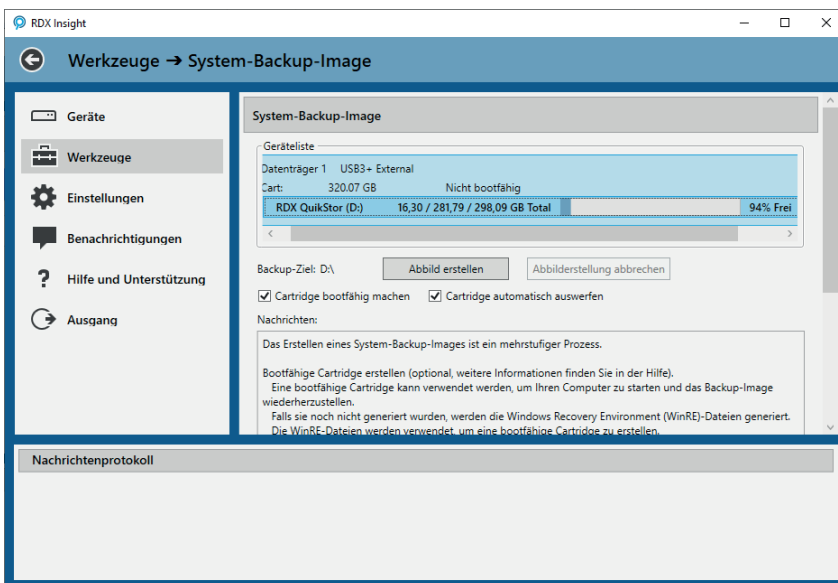 RDX Insight
Werkzeuge → System-Backup-Image
Geräte
Werkzeuge
Einstellungen
Benachrichtigungen
Hilfe und Unterstützung
Ausgang
System-Backup-Image
Geräteliste
Datenträger 1 USB3+ External
Cart: 320.07 GB Nicht bootfähig
RDX QuikStor (D:) 16,30 / 281,79 / 298,09 GB Total 94% Frei
Backup-Ziel: D:\ Abbild erstellen Abbilderstellung abbrechen
Cartridge bootfähig machen Cartridge automatisch auswerfen
Nachrichten:
Das Erstellen eines System-Backup-Images ist ein mehrstufiger Prozess.
Bootfähige Cartridge erstellen (optional, weitere Informationen finden Sie in der Hilfe).
Eine bootfähige Cartridge kann verwendet werden, um Ihren Computer zu starten und das Backup-Image
wiederherzustellen.
Falls sie noch nicht generiert wurden, werden die Windows Recovery Environment (WinRE)-Dateien generiert.
Die WinRE-Dateien werden verwendet, um eine bootfähige Cartridge zu erstellen.
Nachrichtenprotokoll